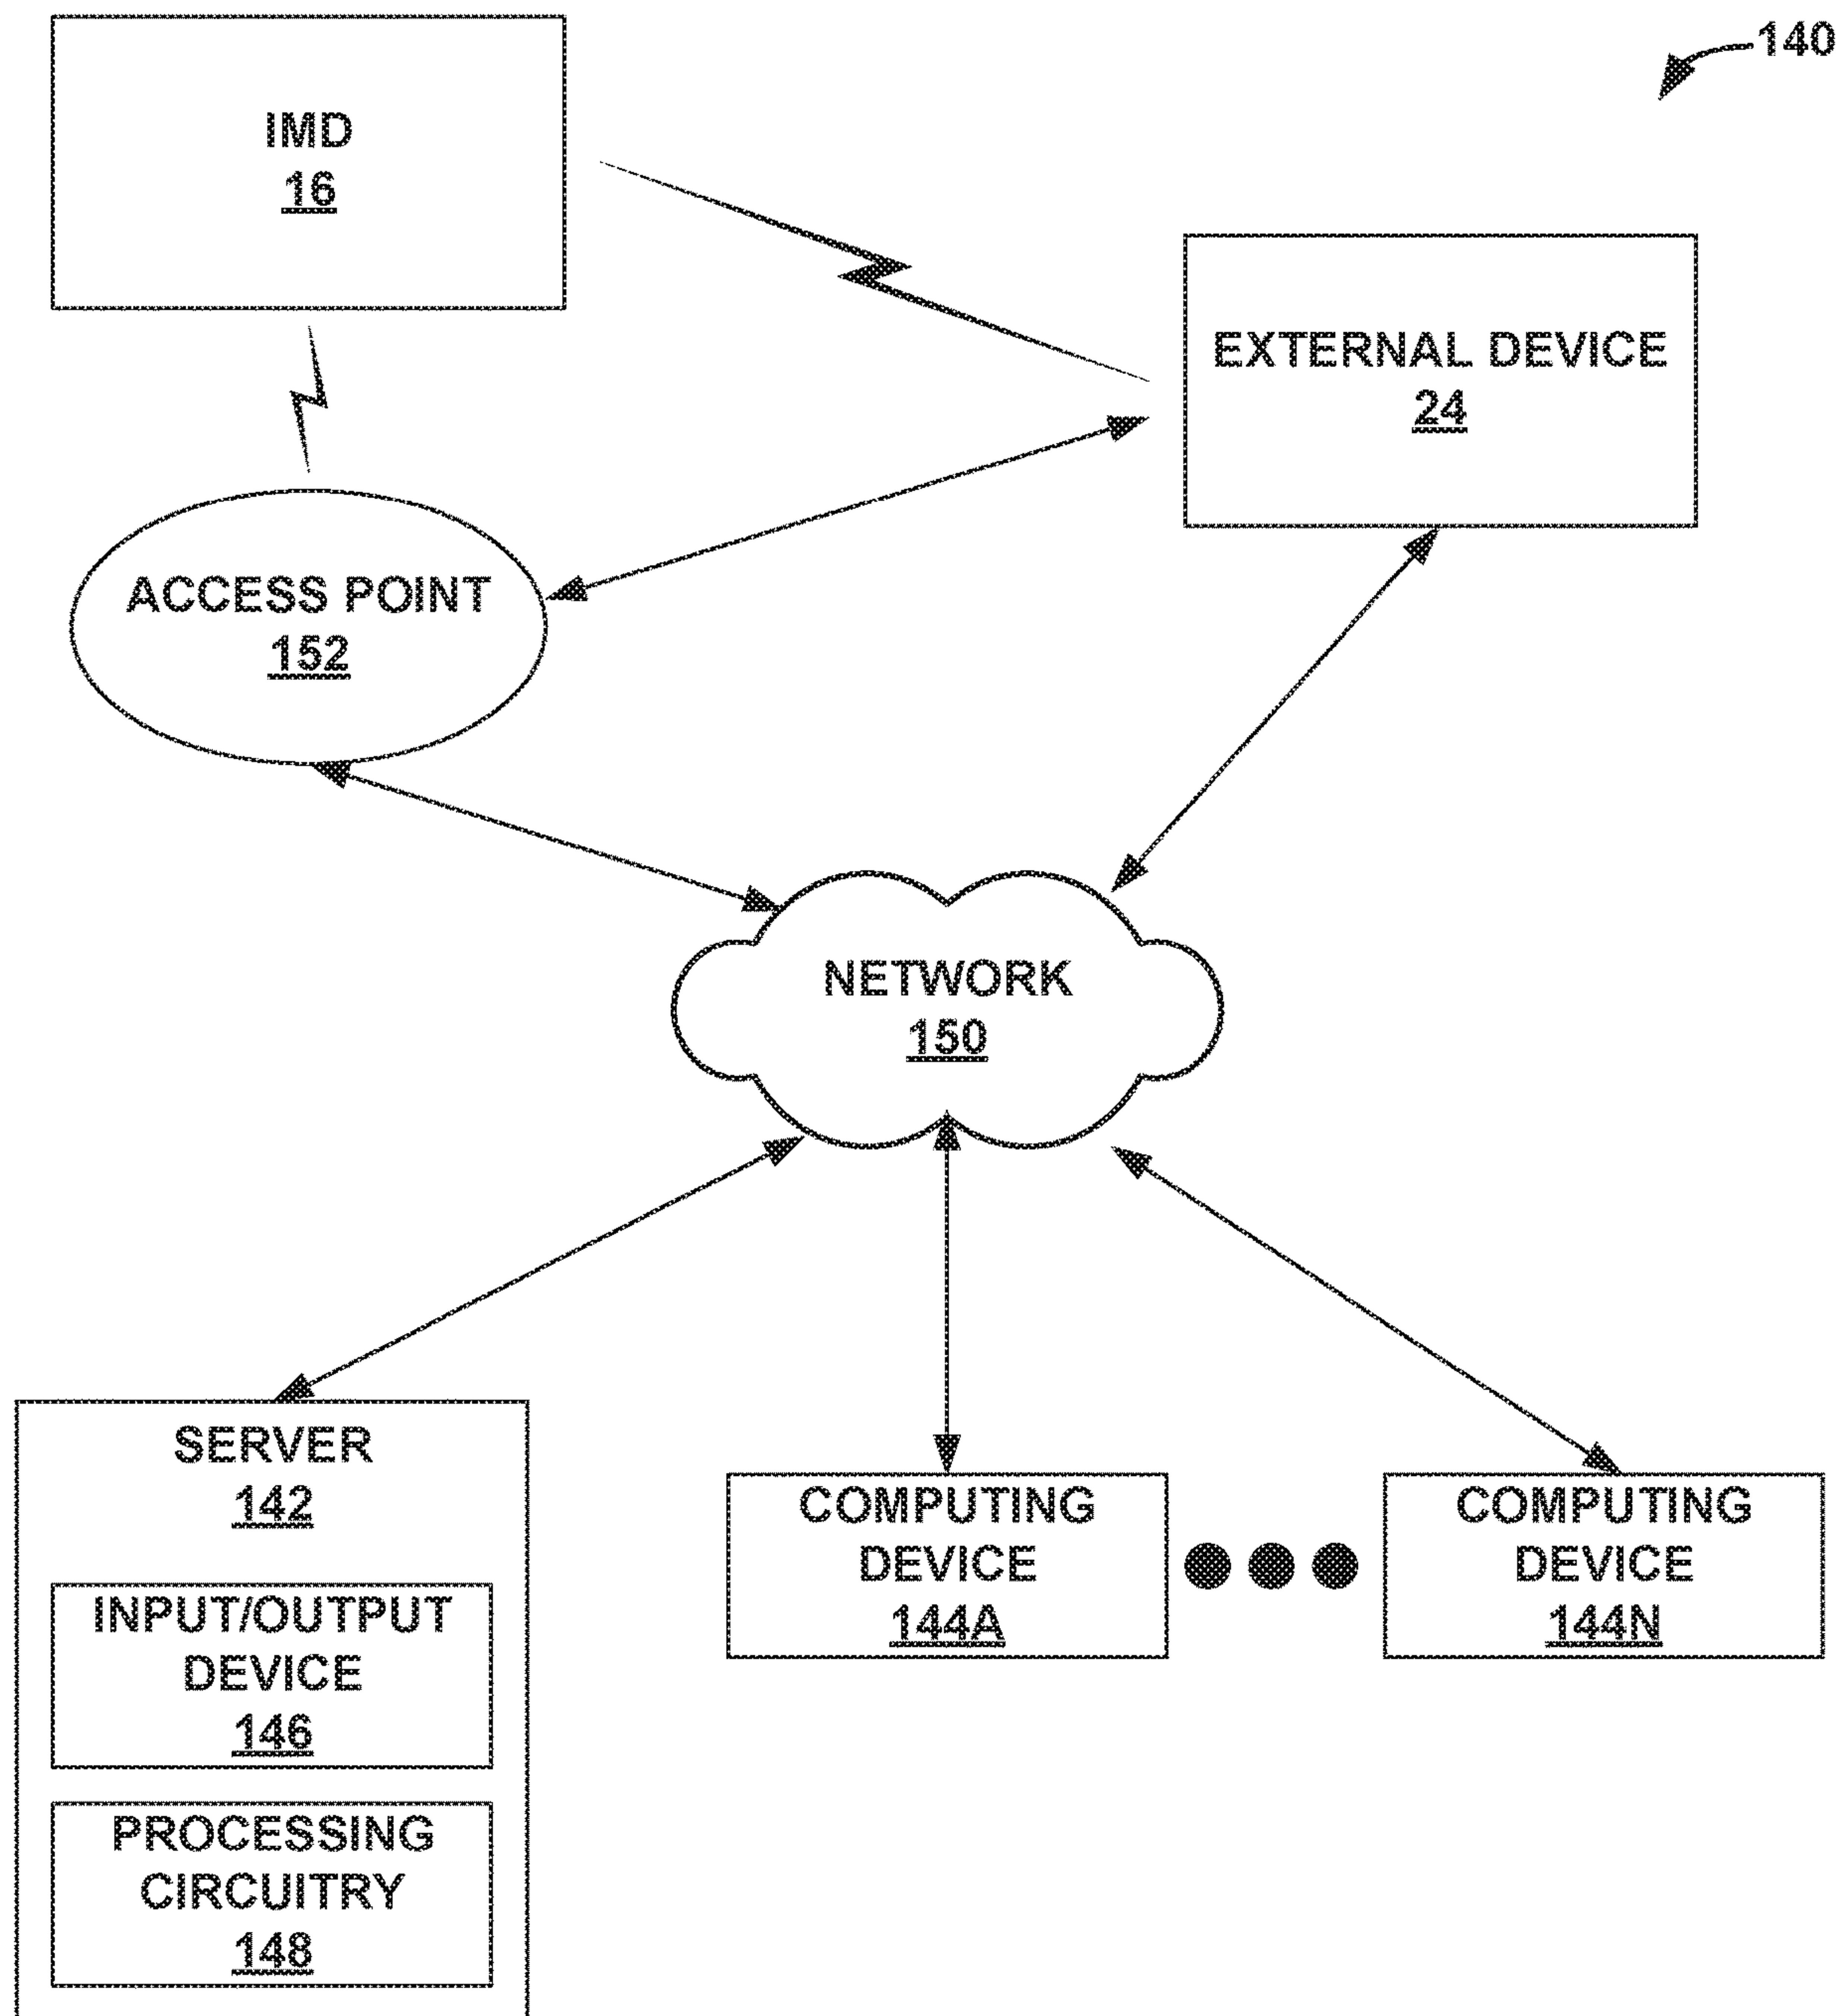 140
IMD
16
EXTERNAL DEVICE
24
ACCESS POINT
152
NETWORK
150
SERVER
142
INPUT/OUTPUT
DEVICE
146
PROCESSING
CIRCUITRY
148
COMPUTING
DEVICE
144A
COMPUTING
DEVICE
144N